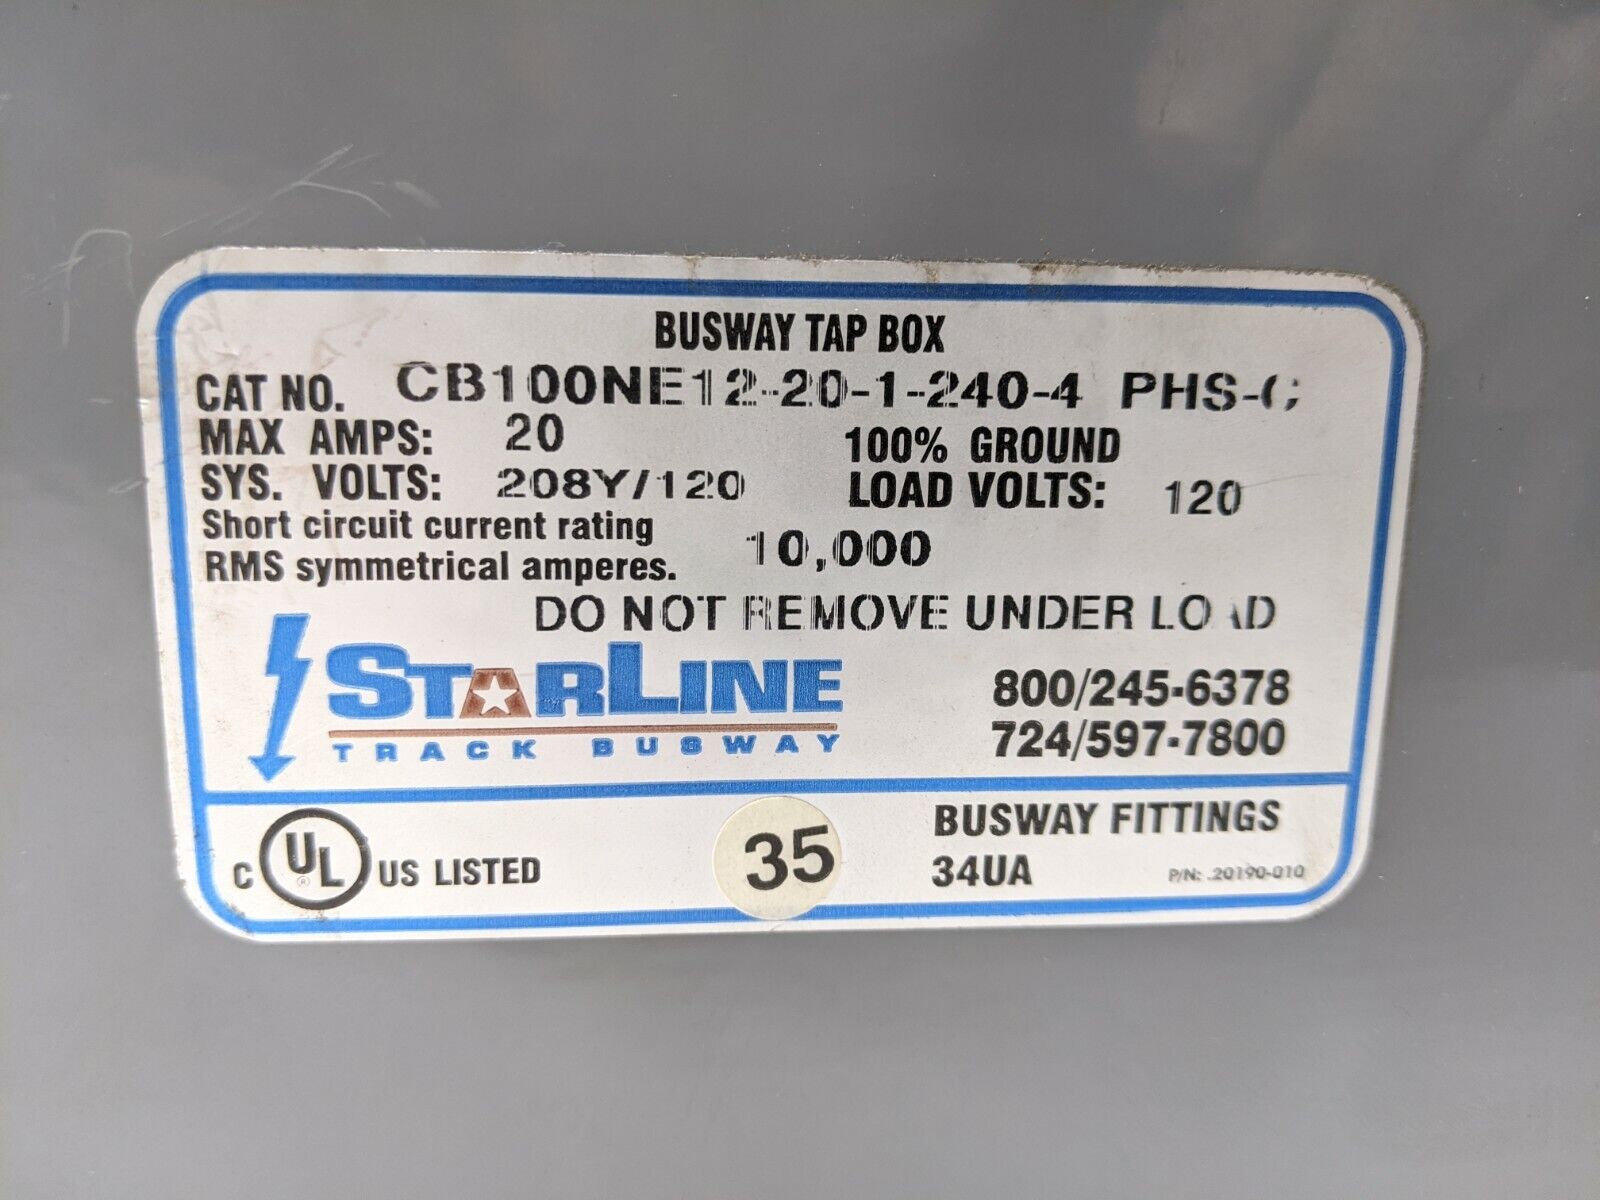 BUSWAY TAP BOX
CAT NO. CB100NE12-20-1-240-4 PHS-C
MAX AMPS: 20 100% GROUND
SYS. VOLTS: 208Y/120 LOAD VOLTS: 120
Short circuit current rating
RMS symmetrical amperes. 10,000
DO NOT REMOVE UNDER LOAD
STARLINE
TRACK BUSWAY
800/245-6378
724/597-7800
C UL ® US LISTED
35
BUSWAY FITTINGS
34UA
P/N: .20190-010